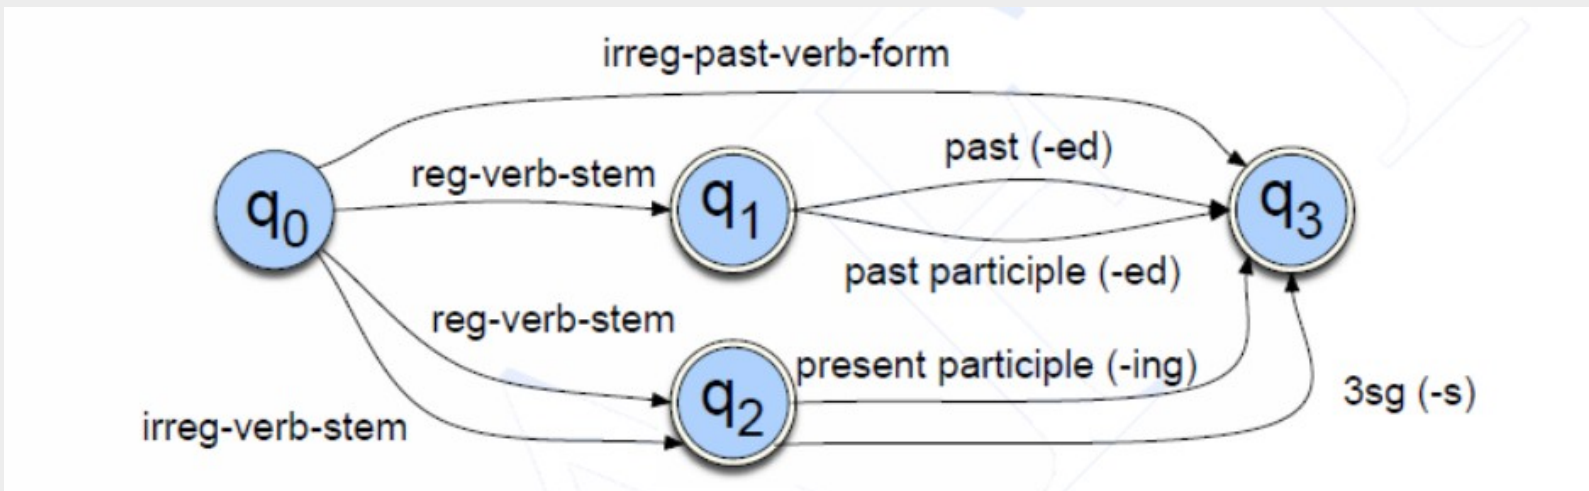 irreg-past-verb-form
past (-ed)
reg-verb-stem
q0
q1
q3
past participle (-ed)
reg-verb-stem
present participle (-ing)
q2
3sg (-s)
irreg-verb-stem